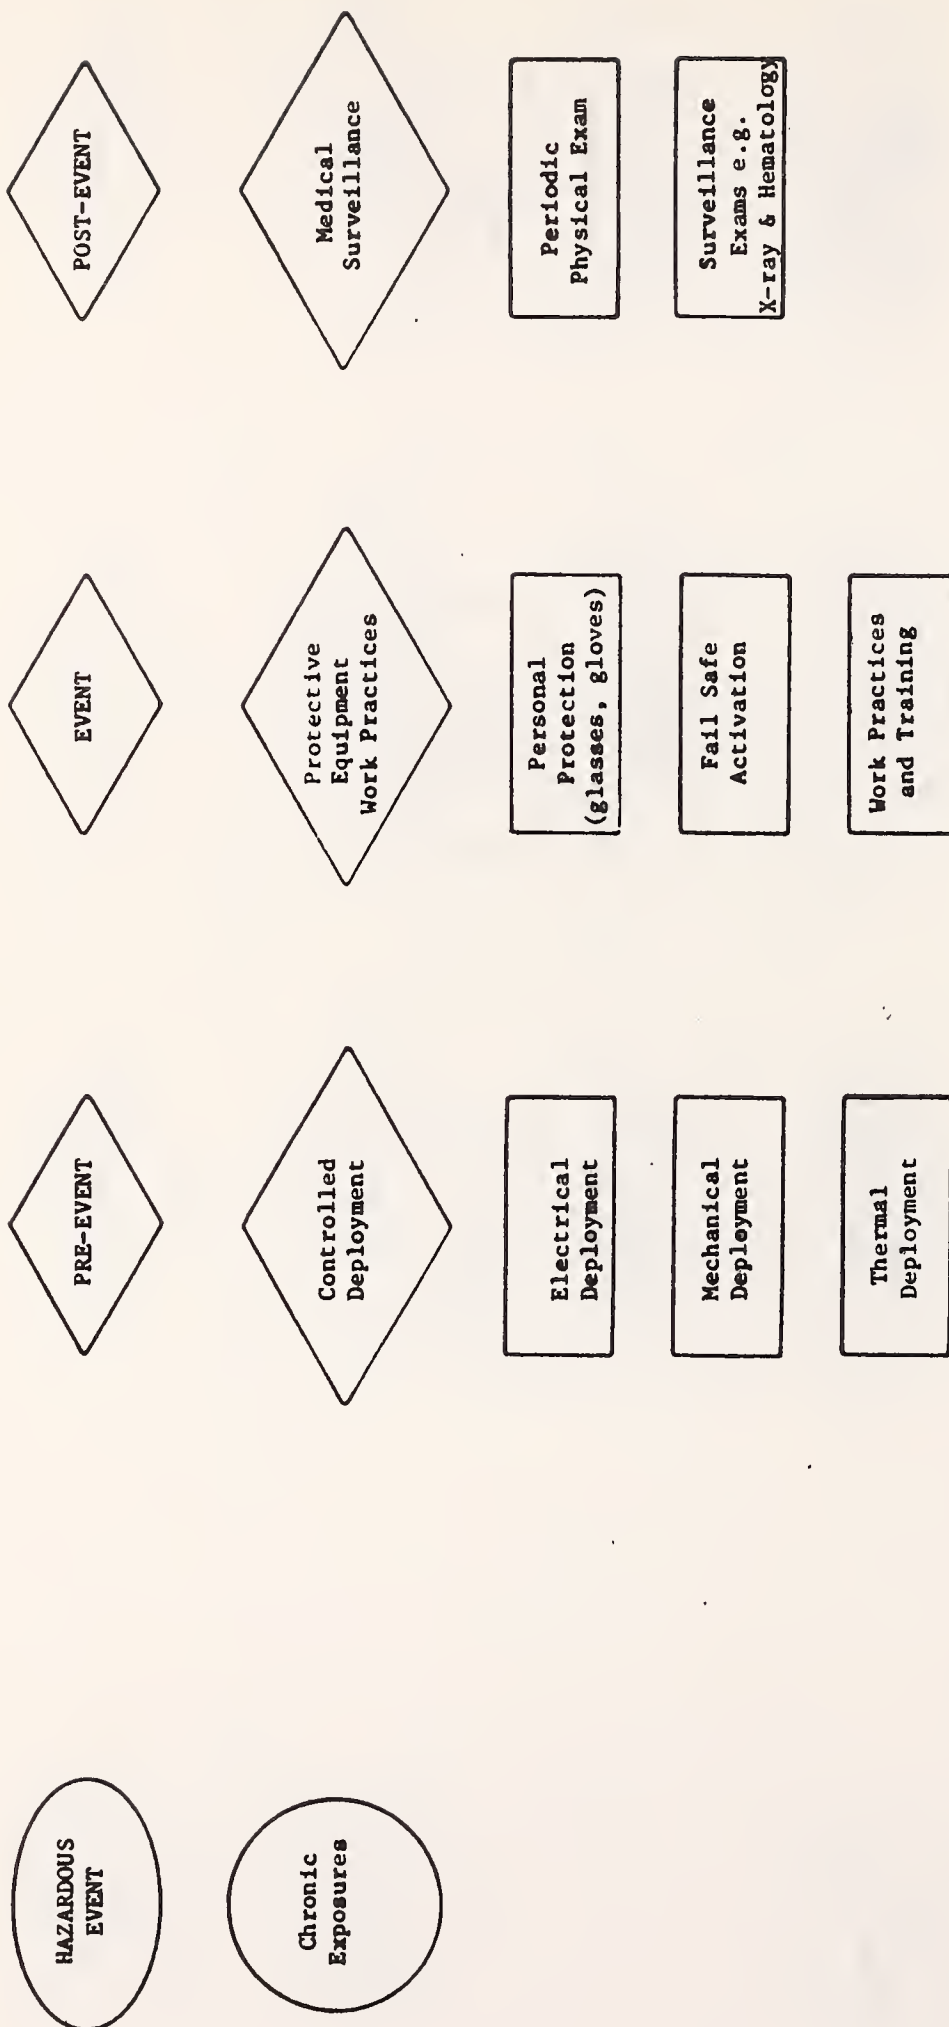 HAZARDOUS
EVENT
PRE-EVENT
EVENT
POST-EVENT
Chronic
Exposures
Controlled
Deployment
Protective
Equipment
Work Practices
Medical
Surveillance
Electrical
Deployment
Personal
Protection
(glasses, gloves)
Periodic
Physical Exam
Mechanical
Deployment
Fail Safe
Activation
Surveillance
Exams e.g.
X-ray & Hematology
Thermal
Deployment
Work Practices
and Training